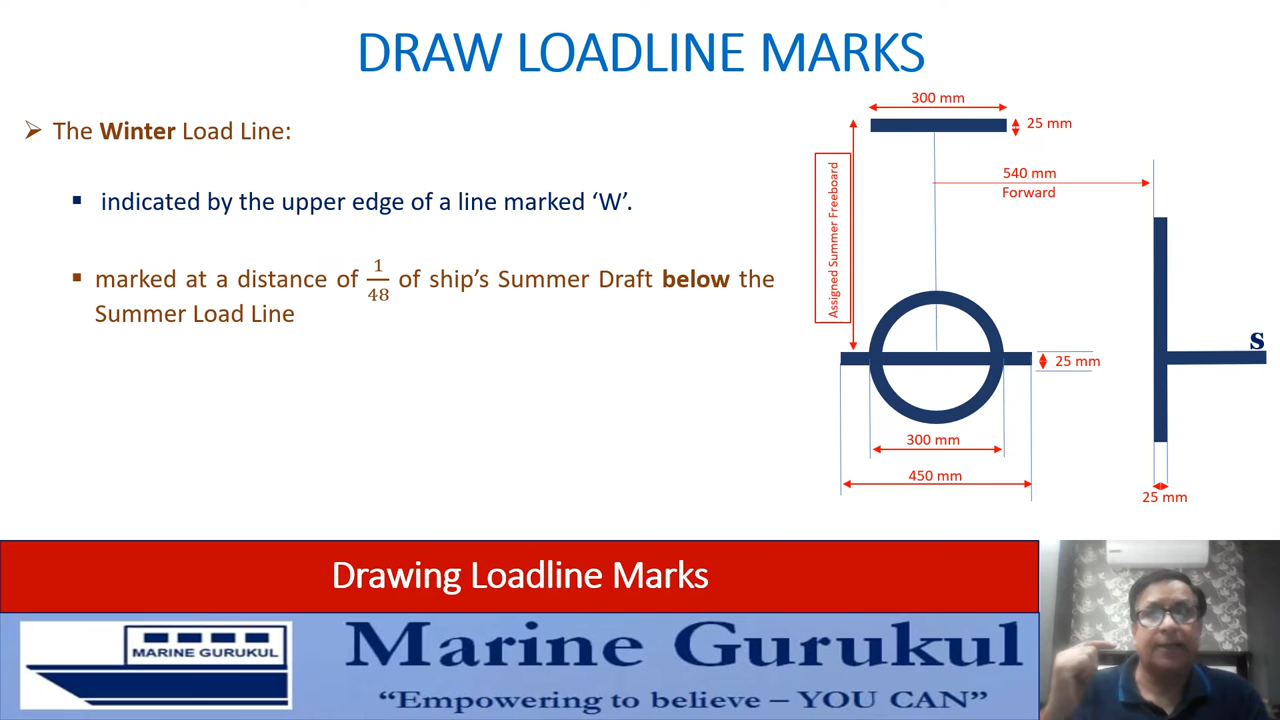 DRAW LOADLINE MARKS
➢ The Winter Load Line:
▪ indicated by the upper edge of a line marked ‘W’.
▪ marked at a distance of 1/48 of ship’s Summer Draft below the
Summer Load Line
300 mm
25 mm
Assigned Summer Freeboard
540 mm
Forward
S
25 mm
300 mm
450 mm
25 mm
Drawing Loadline Marks
MARINE GURUKUL
Marine Gurukul
“Empowering to believe – YOU CAN”